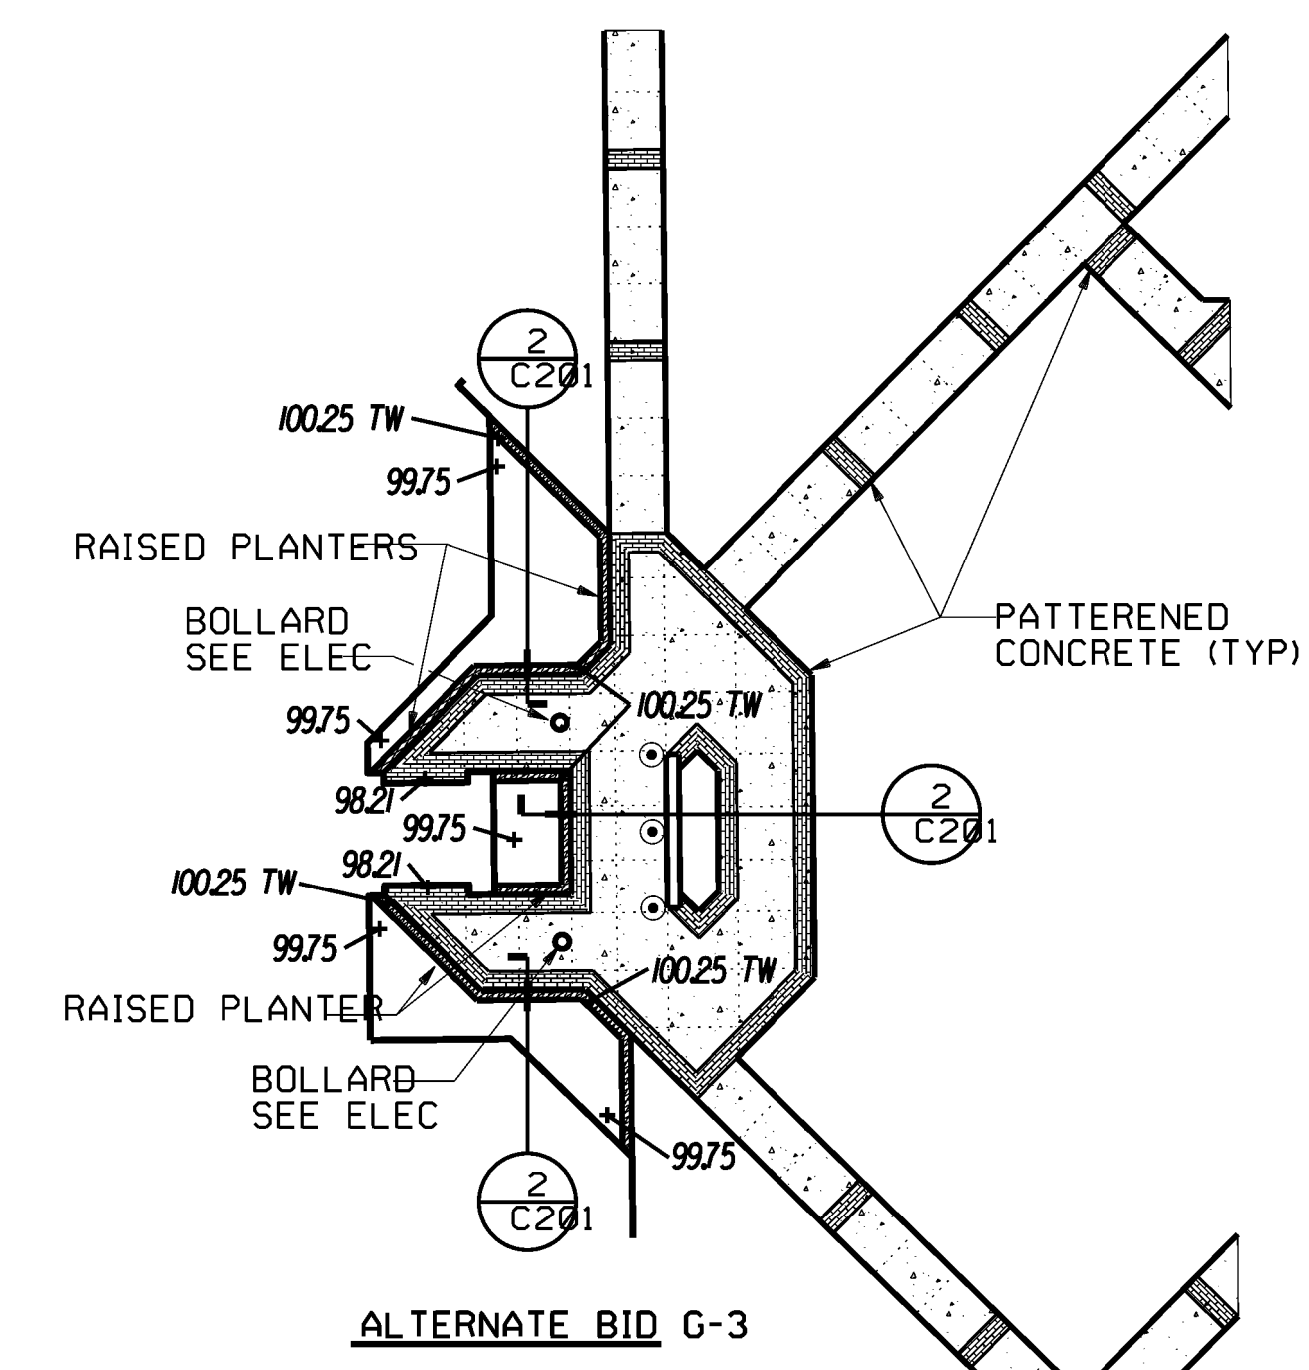 2
C201
100.25 TW
99.75
RAISED PLANTERS
BOLLARD
SEE ELEC
PATTERENED
CONCRETE (TYP)
99.75
100.25 TW
98.21
99.75
2
C201
98.21
100.25 TW
99.75
100.25 TW
RAISED PLANTER
BOLLARD
SEE ELEC
99.75
2
C201
ALTERNATE BID G-3